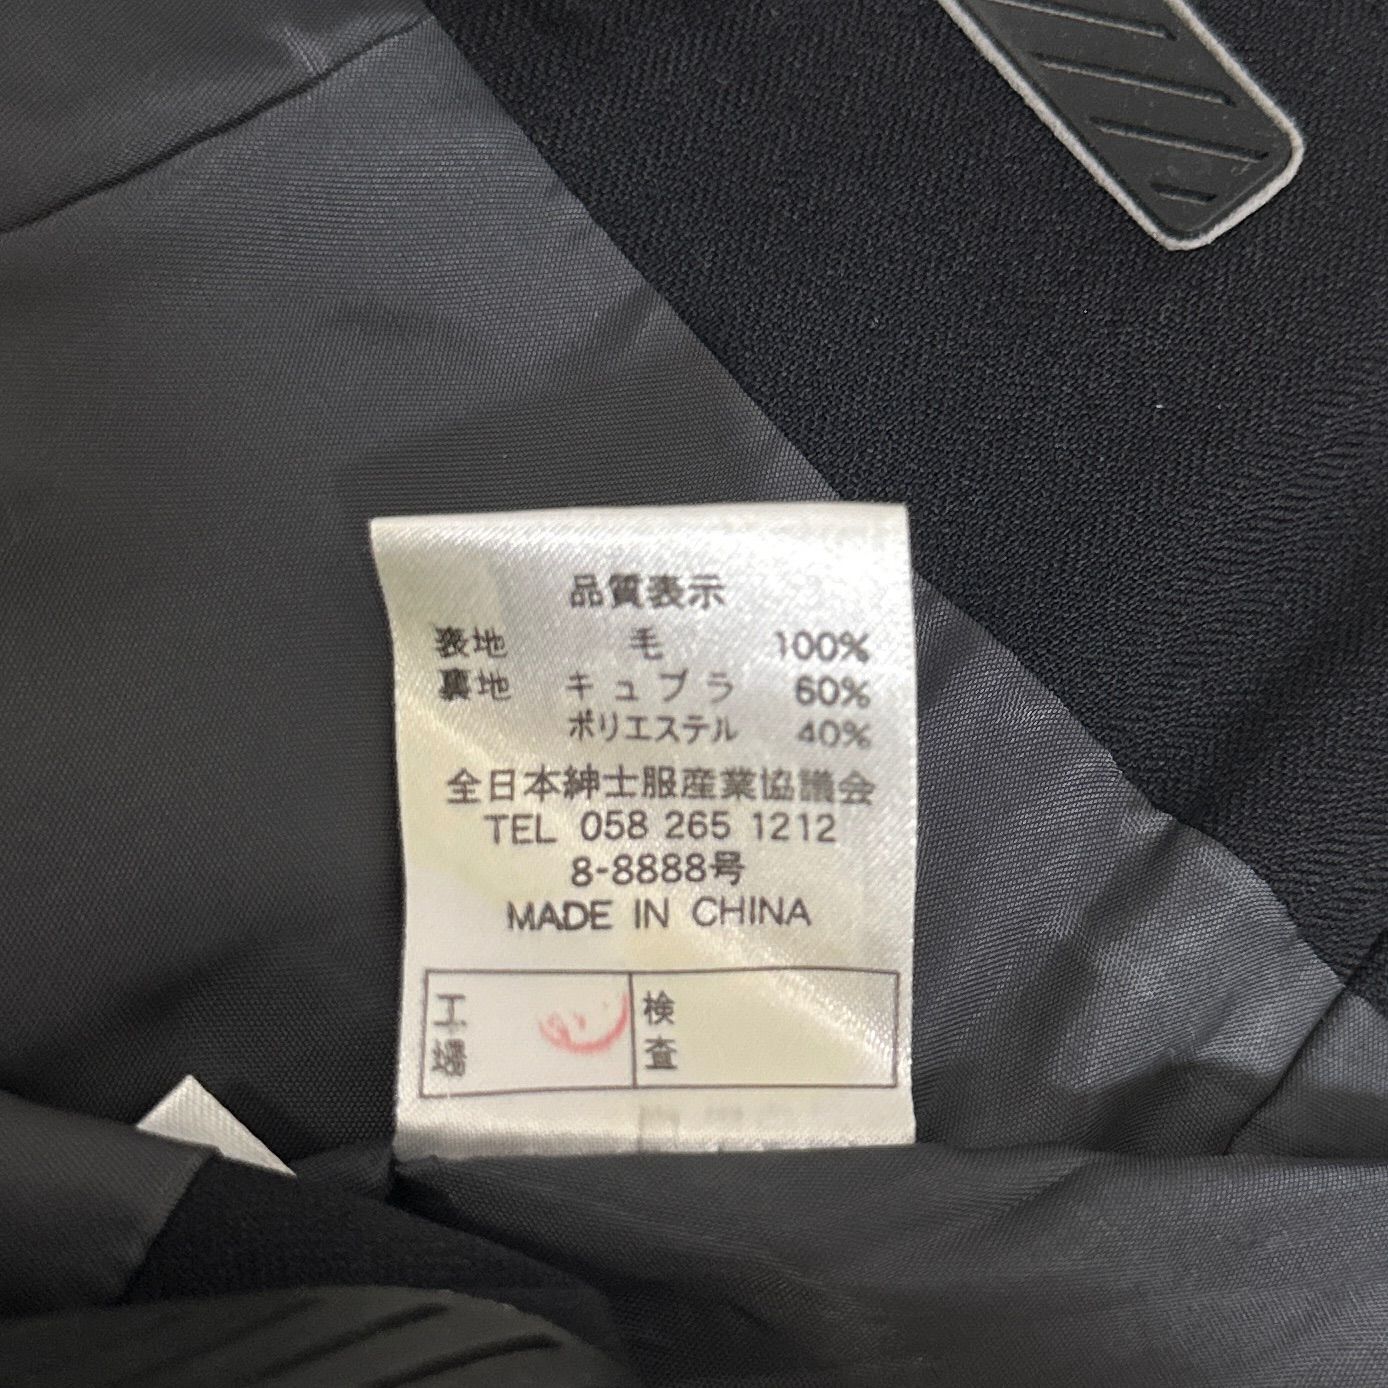 品質表示
表地 毛 100%
裏地 キュプラ 60%
ポリエステル 40%
全日本紳士服産業協議会
TEL 058 265 1212
8-8888号
MADE IN CHINA
工場 検査